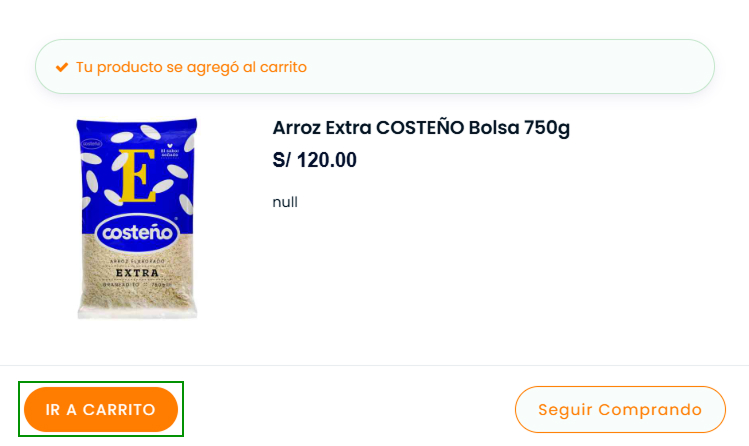 Tu producto se agregó al carrito
Arroz Extra COSTEÑO Bolsa 750g
S/ 120.00
null
costeño
E
costeño
ARROZ ELABORADO
EXTRA
IR A CARRITO
Seguir Comprando